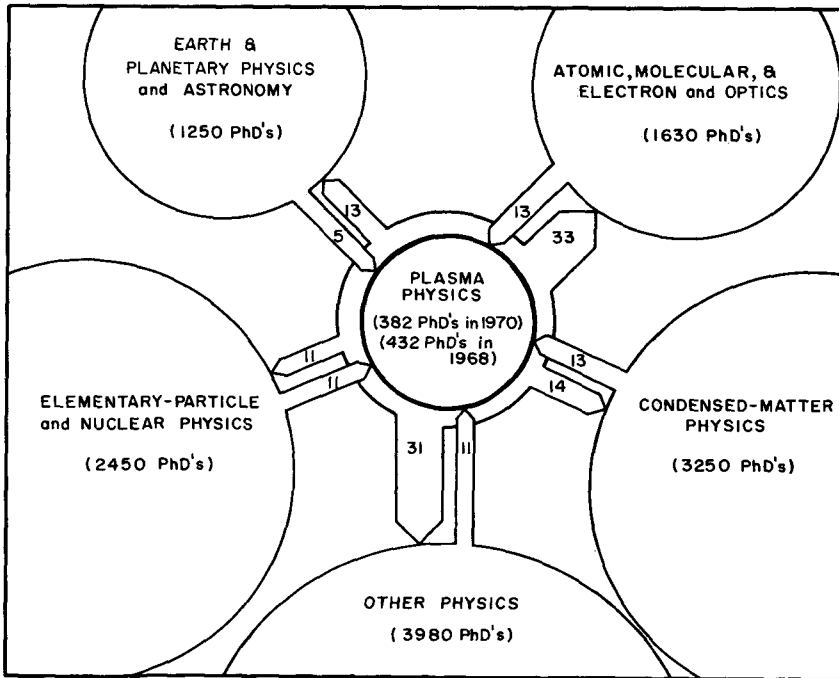 EARTH &
PLANETARY PHYSICS
and ASTRONOMY
(1250 PhD's)
ATOMIC, MOLECULAR, &
ELECTRON and OPTICS
(1630 PhD's)
13
5
13
33
PLASMA
PHYSICS
(382 PhD's in 1970)
(432 PhD's in
1968)
11
11
13
14
ELEMENTARY-PARTICLE
and NUCLEAR PHYSICS
(2450 PhD's)
CONDENSED-MATTER
PHYSICS
(3250 PhD's)
31
11
OTHER PHYSICS
(3980 PhD's)